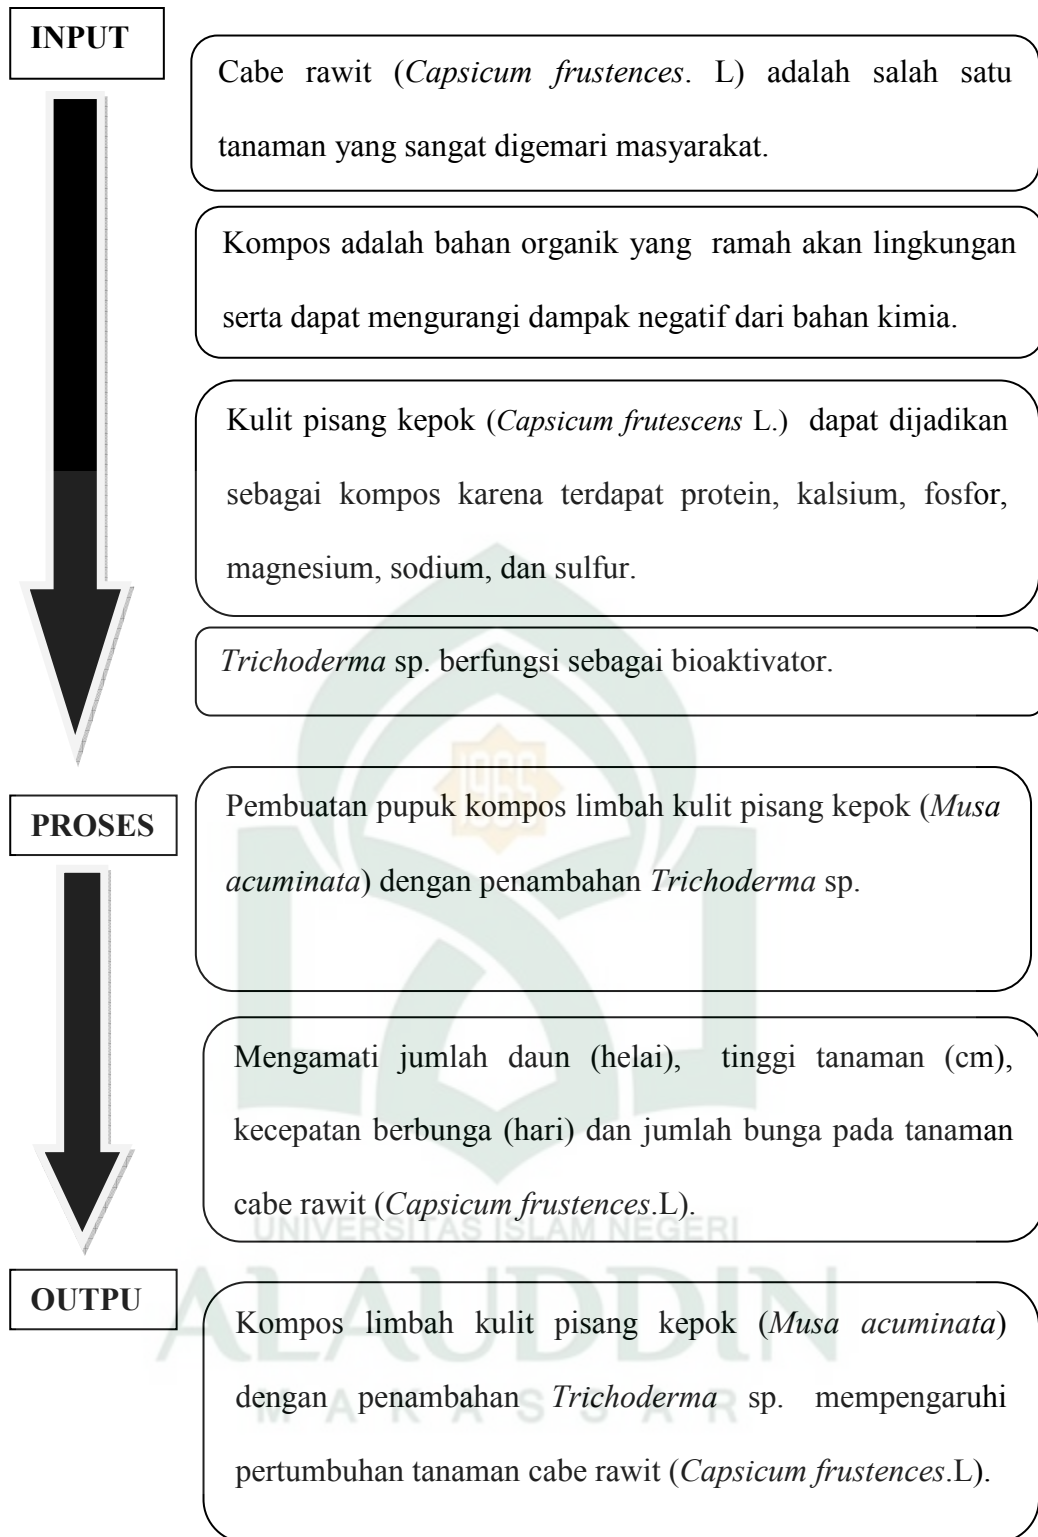 INPUT
Cabe rawit (Capsicum frustences. L) adalah salah satu
tanaman yang sangat digemari masyarakat.
Kompos adalah bahan organik yang ramah akan lingkungan
serta dapat mengurangi dampak negatif dari bahan kimia.
Kulit pisang kepok (Capsicum frutescens L.) dapat dijadikan
sebagai kompos karena terdapat protein, kalsium, fosfor,
magnesium, sodium, dan sulfur.
Trichoderma sp. berfungsi sebagai bioaktivator.
1965
PROSES
Pembuatan pupuk kompos limbah kulit pisang kepok (Musa
acuminata) dengan penambahan Trichoderma sp.
Mengamati jumlah daun (helai), tinggi tanaman (cm),
kecepatan berbunga (hari) dan jumlah bunga pada tanaman
cabe rawit (Capsicum frustences.L).
UNIVERSITAS ISLAM NEGERI
ALAUDDIN
MAKASSAR
OUTPU
Kompos limbah kulit pisang kepok (Musa acuminata)
dengan penambahan Trichoderma sp. mempengaruhi
pertumbuhan tanaman cabe rawit (Capsicum frustences.L).